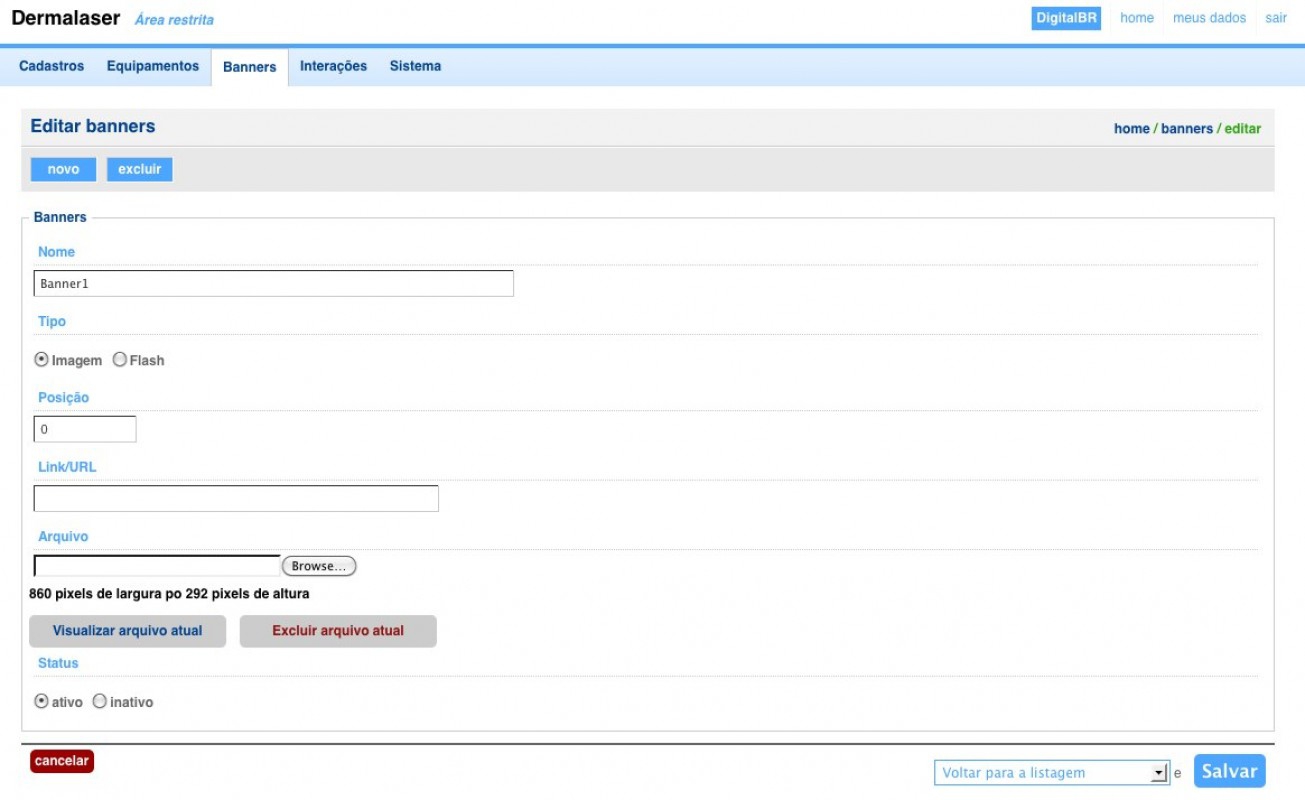 Dermalaser Área restrita DigitalBR home meus dados sair
Cadastros Equipamentos Banners Interações Sistema
Editar banners home / banners / editar
novo excluir
Banners
Nome
Banner1
Tipo
Imagem Flash
Posição
0
Link/URL
Arquivo
Browse...
860 pixels de largura po 292 pixels de altura
Visualizar arquivo atual Excluir arquivo atual
Status
ativo inativo
cancelar Voltar para a listagem e Salvar